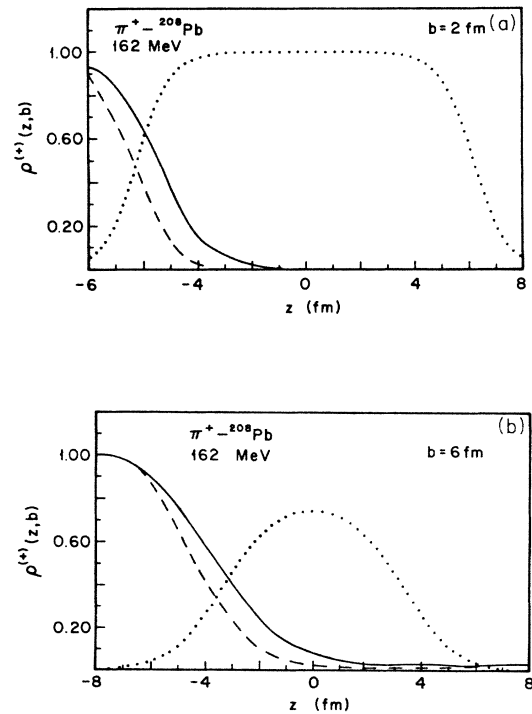 π⁺ – ²⁰⁸Pb
162 MeV
b = 2 fm (a)
1.00
0.60
0.20
ρ⁽⁺⁾(z,b)
-6 -4 0 4 8
z (fm)
π⁺ – ²⁰⁸Pb
162 MeV
b = 6 fm
(b)
1.00
0.60
0.20
ρ⁽⁺⁾(z,b)
-8 -4 0 4 8
z (fm)